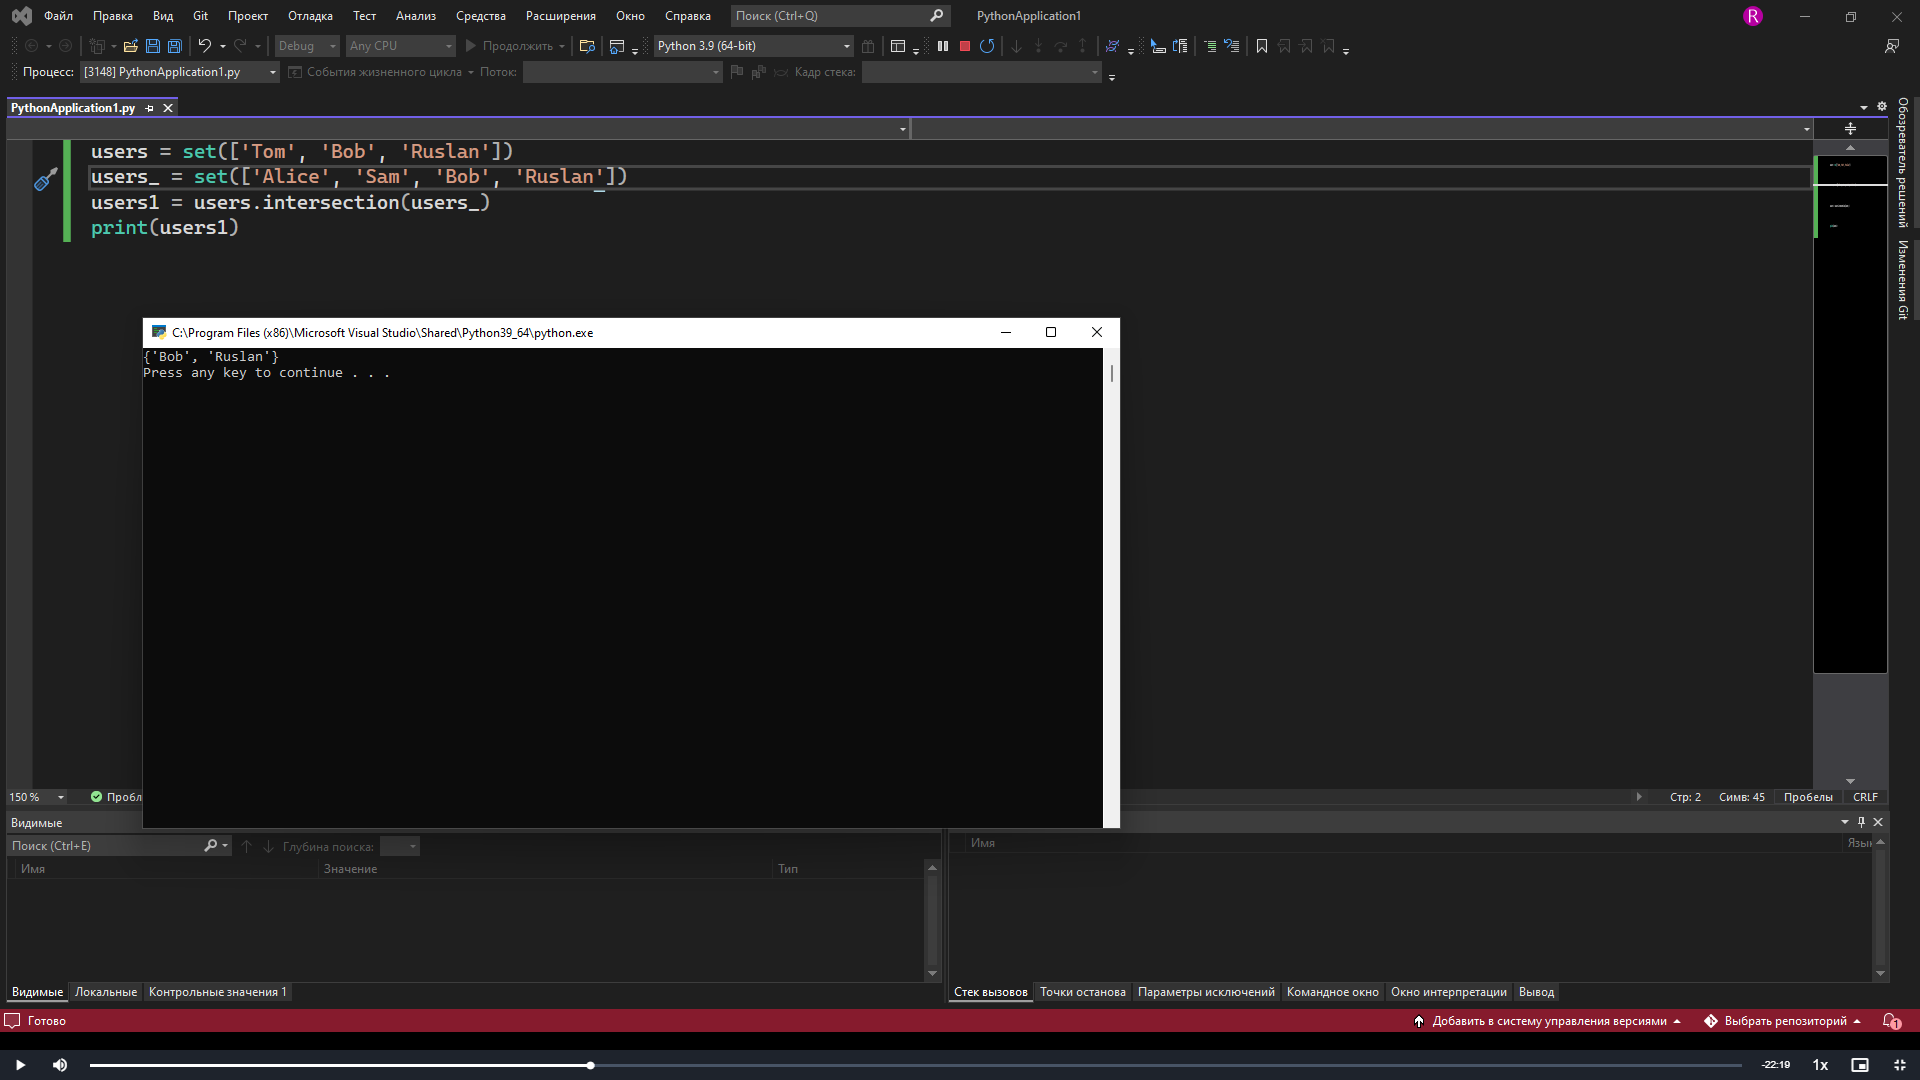 Файл Правка Вид Git Проект Отладка Тест Анализ Средства Расширения Окно Справка Поиск (Ctrl+Q) PythonApplication1 R
Debug Any CPU Продолжить Python 3.9 (64-bit)
Процесс: [3148] PythonApplication1.py События жизненного цикла Поток: Кадр стека:
PythonApplication1.py
users = set(['Tom', 'Bob', 'Ruslan'])
users_ = set(['Alice', 'Sam', 'Bob', 'Ruslan'])
users1 = users.intersection(users_)
print(users1)
Обозреватель решений
Изменения Git
C:\Program Files (x86)\Microsoft Visual Studio\Shared\Python39_64\python.exe
{'Bob', 'Ruslan'}
Press any key to continue . . .
150 % Пробл Стр: 2 Симв: 45 Пробелы CRLF
Видимые
Поиск (Ctrl+E) Глубина поиска:
Имя Значение Тип
Имя Язык
Видимые Локальные Контрольные значения 1
Стек вызовов Точки останова Параметры исключений Командное окно Окно интерпретации Вывод
Готово Добавить в систему управления версиями Выбрать репозиторий 1
-22:19 1x